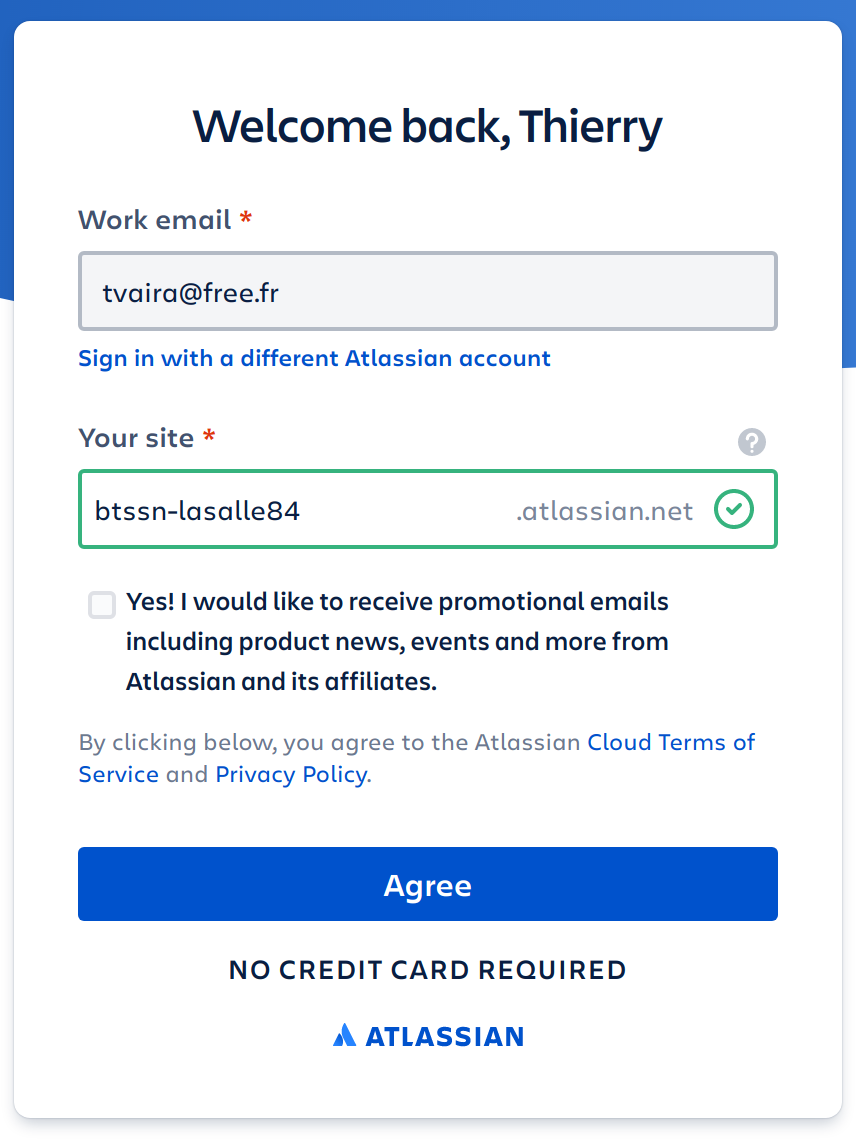 Welcome back, Thierry
Work email *
tvaira@free.fr
Sign in with a different Atlassian account
Your site *
?
btssn-lasalle84 .atlassian.net
Yes! I would like to receive promotional emails
including product news, events and more from
Atlassian and its affiliates.
By clicking below, you agree to the Atlassian Cloud Terms of
Service and Privacy Policy.
Agree
NO CREDIT CARD REQUIRED
ATLASSIAN